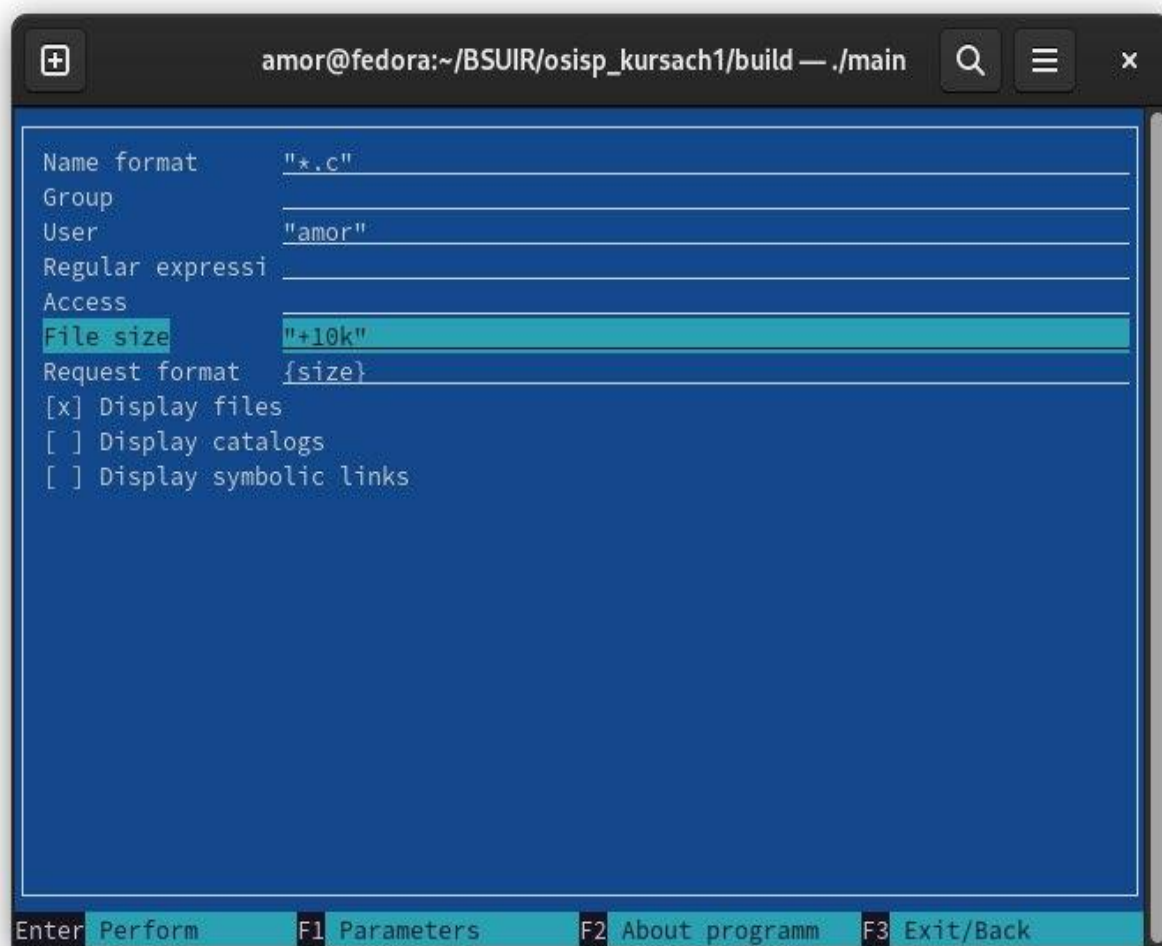 amor@fedora:~/BSUIR/osisp_kursach1/build — ./main
Name format "*.c"
Group
User "amor"
Regular expressi
Access
File size "+10k"
Request format {size}
[x] Display files
[ ] Display catalogs
[ ] Display symbolic links
Enter Perform F1 Parameters F2 About programm F3 Exit/Back